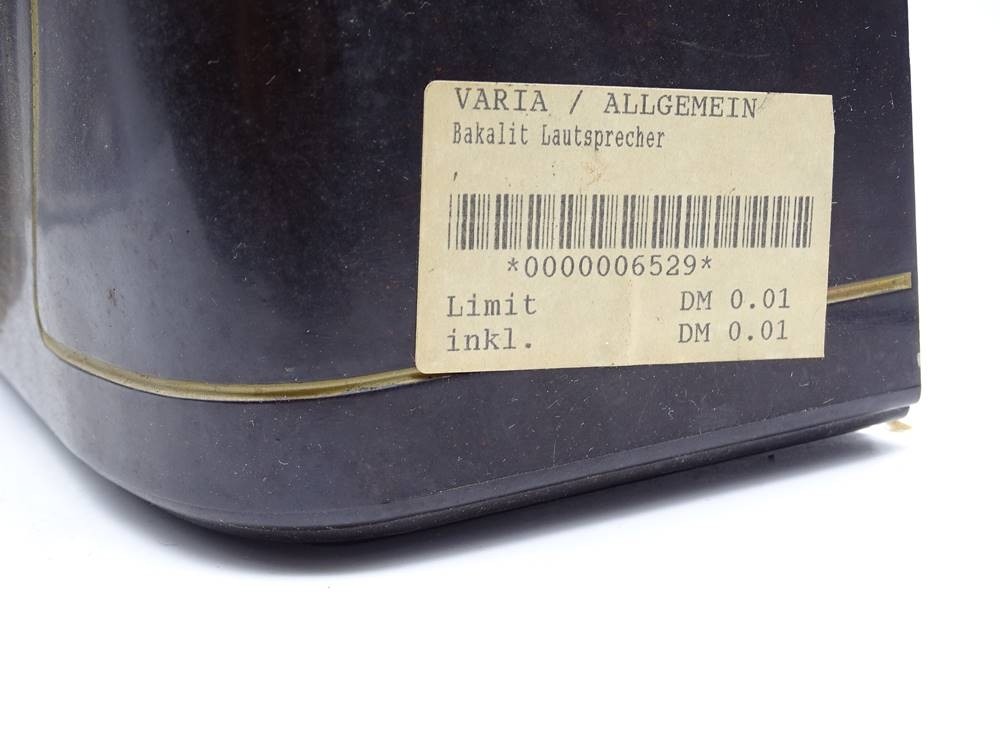 VARIA / ALLGEMEIN
Bakalit Lautsprecher
*0000006529*
Limit DM 0.01
inkl. DM 0.01